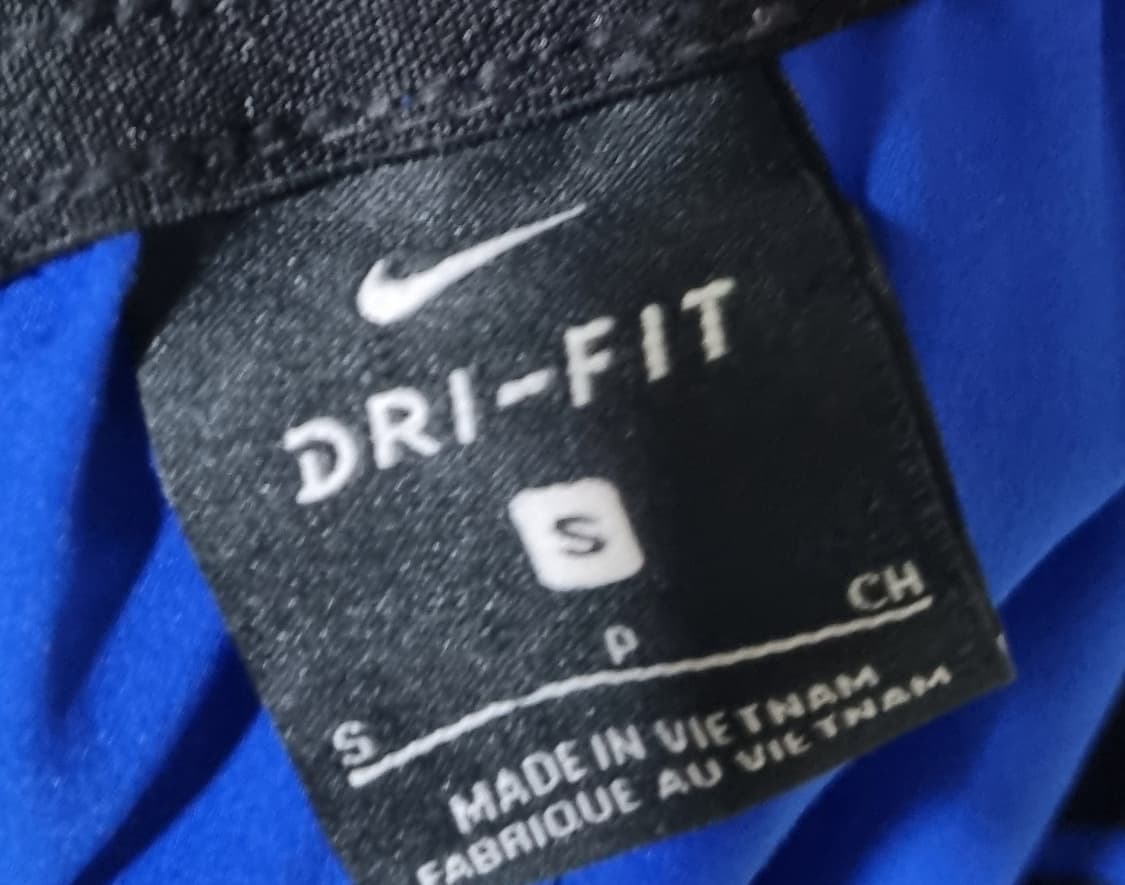 DRI-FIT
S
S P CH
MADE IN VIETNAM
FABRIQUE AU VIETNAM